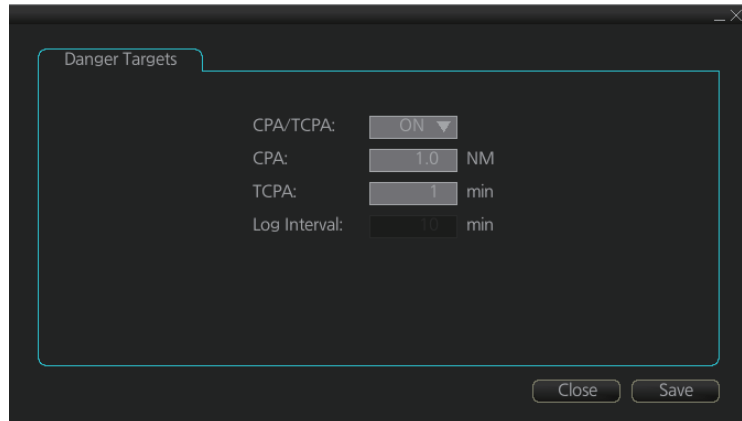 Danger Targets
CPA/TCPA: ON
CPA: 1.0 NM
TCPA: 1 min
Log Interval: 10 min
Close Save